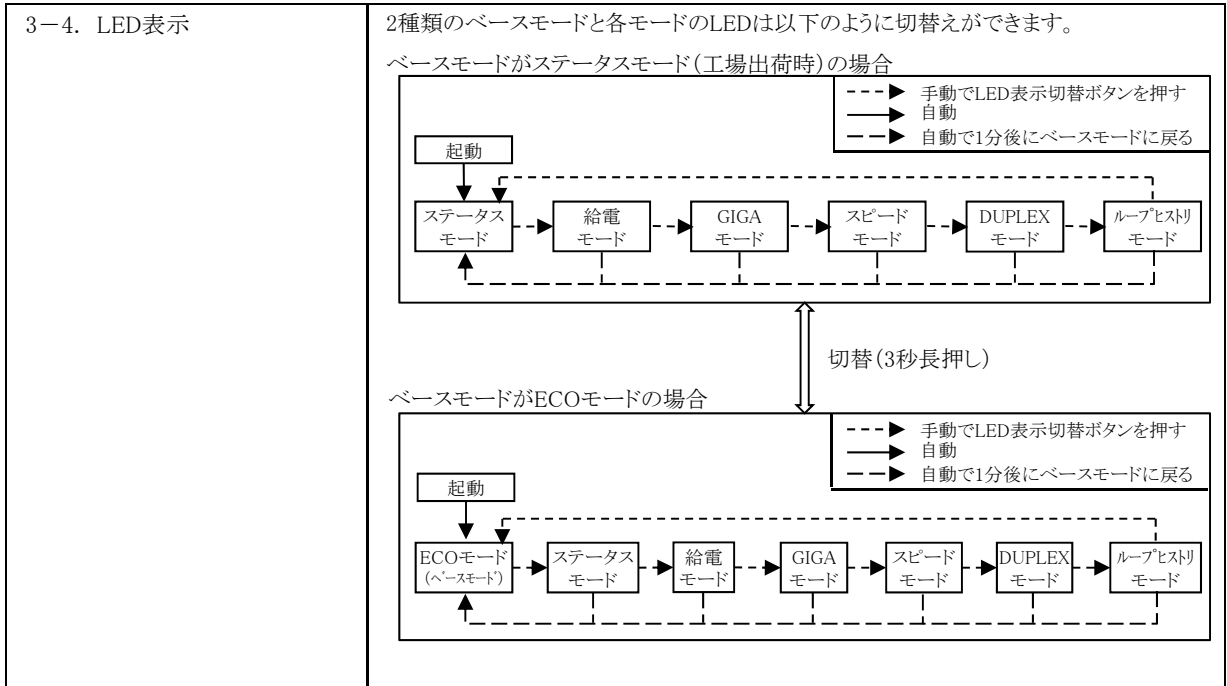 3－4．LED表示
2種類のベースモードと各モードのLEDは以下のように切替えができます。
ベースモードがステータスモード（工場出荷時）の場合
手動でLED表示切替ボタンを押す
自動
自動で1分後にベースモードに戻る
起動
ステータス
モード
給電
モード
GIGA
モード
スピード
モード
DUPLEX
モード
ループヒストリ
モード
切替（3秒長押し）
ベースモードがECOモードの場合
手動でLED表示切替ボタンを押す
自動
自動で1分後にベースモードに戻る
起動
ECOモード
（ﾍﾞｰｽﾓｰﾄﾞ）
ステータス
モード
給電
モード
GIGA
モード
スピード
モード
DUPLEX
モード
ループヒストリ
モード